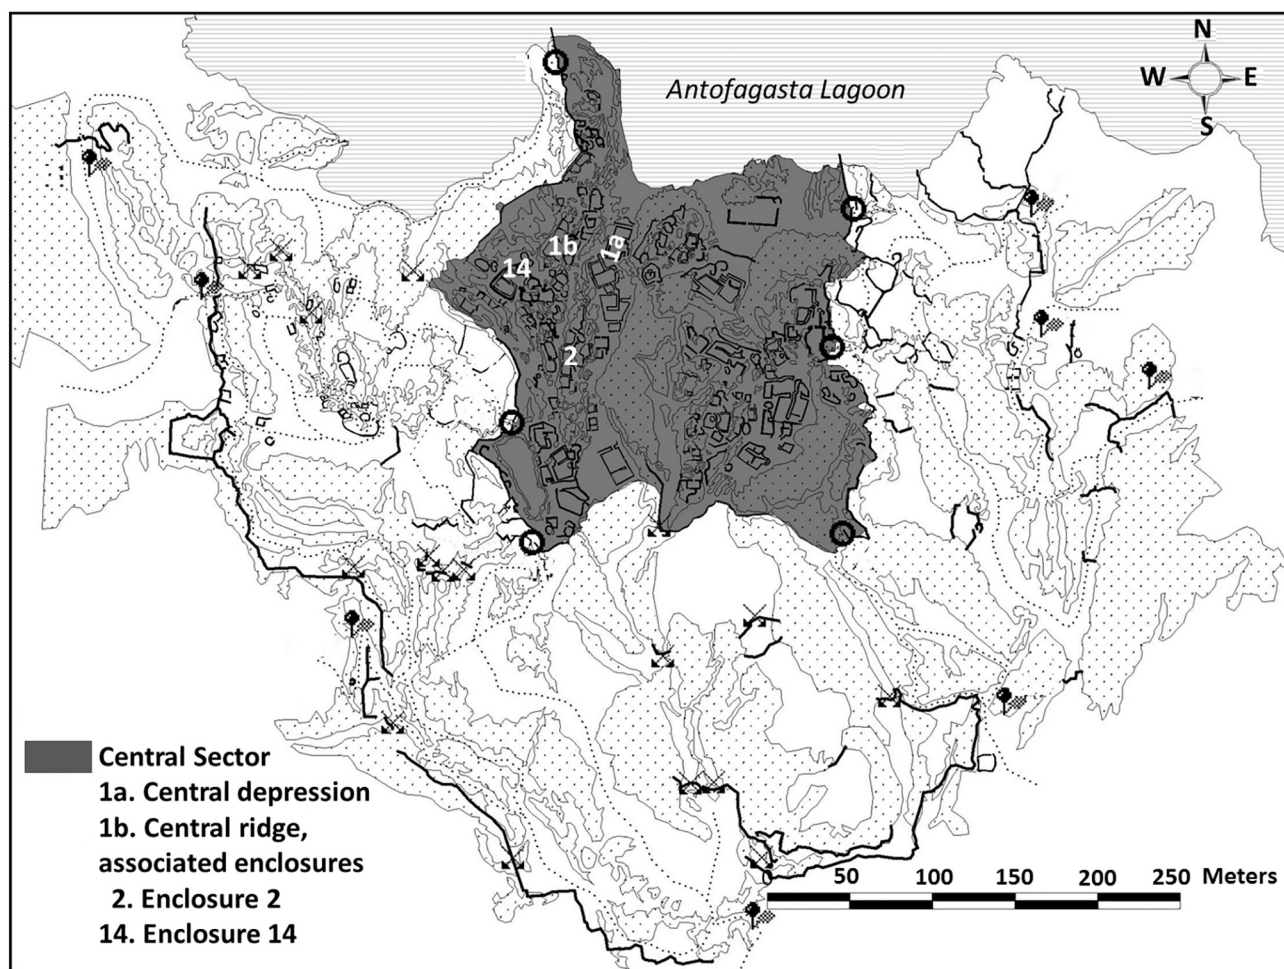 N
Antofagasta Lagoon
W E
S
1b
1a
14
2
Central Sector
1a. Central depression
1b. Central ridge,
associated enclosures
2. Enclosure 2
14. Enclosure 14
0 50 100 150 200 250 Meters